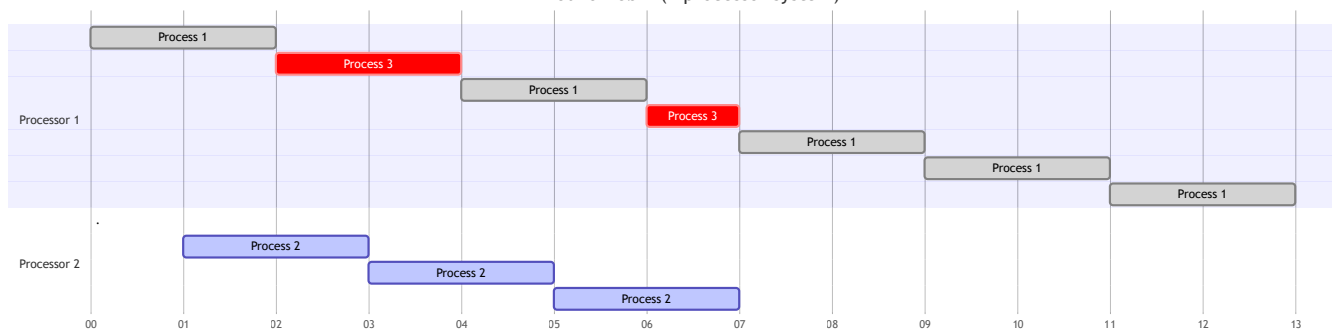 Process 1
Process 3
Process 1
Processor 1
Process 3
Process 1
Process 1
Process 1
.
Process 2
Processor 2
Process 2
Process 2
00 01 02 03 04 05 06 07 08 09 10 11 12 13